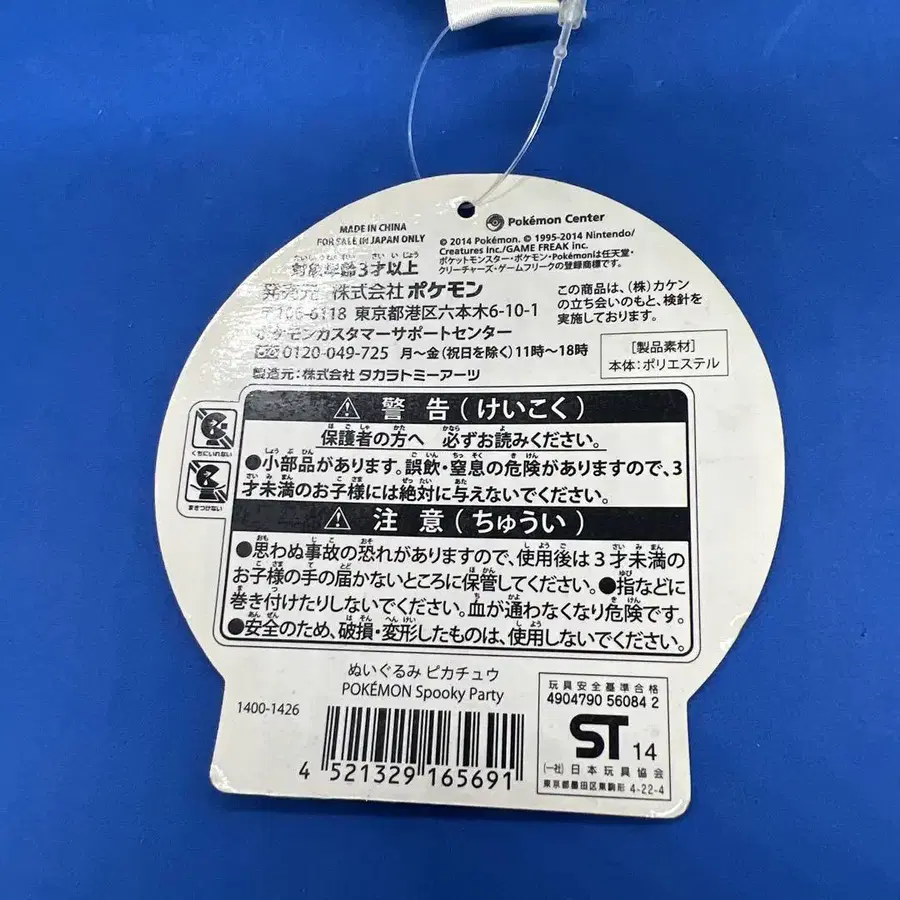 Pokémon Center
MADE IN CHINA
FOR SALE IN JAPAN ONLY
© 2014 Pokémon. © 1995-2014 Nintendo/
Creatures Inc./GAME FREAK inc.
ポケットモンスター・ポケモン・Pokémonは任天堂・
クリーチャーズ・ゲームフリークの登録商標です。
対象年齢3才以上
発売元 株式会社ポケモン
〒106-6118 東京都港区六本木6-10-1
ポケモンカスタマーサポートセンター
0120-049-725 月〜金(祝日を除く)11時〜18時
製造元:株式会社 タカラトミーアーツ
この商品は、(株)カケン
の立ち会いのもと、検針を
実施しております。
[製品素材]
本体:ポリエステル
くちにいれない
まきつけない
⚠ 警告(けいこく)
保護者の方へ 必ずお読みください。
●小部品があります。誤飲・窒息の危険がありますので、3
才未満のお子様には絶対に与えないでください。
⚠ 注意(ちゅうい)
●思わぬ事故の恐れがありますので、使用後は3才未満の
お子様の手の届かないところに保管してください。●指などに
巻き付けたりしないでください。血が通わなくなり危険です。
●安全のため、破損・変形したものは、使用しないでください。
ぬいぐるみ ピカチュウ
POKÉMON Spooky Party
1400-1426
4 521329 165691
玩具安全基準合格
4904790 56084 2
ST 14
(一社)日本玩具協会
東京都墨田区東駒形 4-22-4